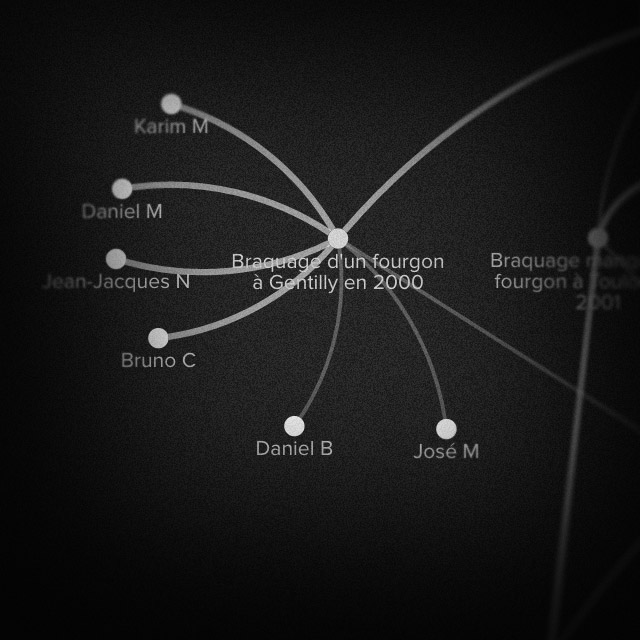 Karim M
Daniel M
Jean-Jacques N
Braquage d'un fourgon
à Gentilly en 2000
Braquage
fourgon à
2001
Bruno C
Daniel B
José M